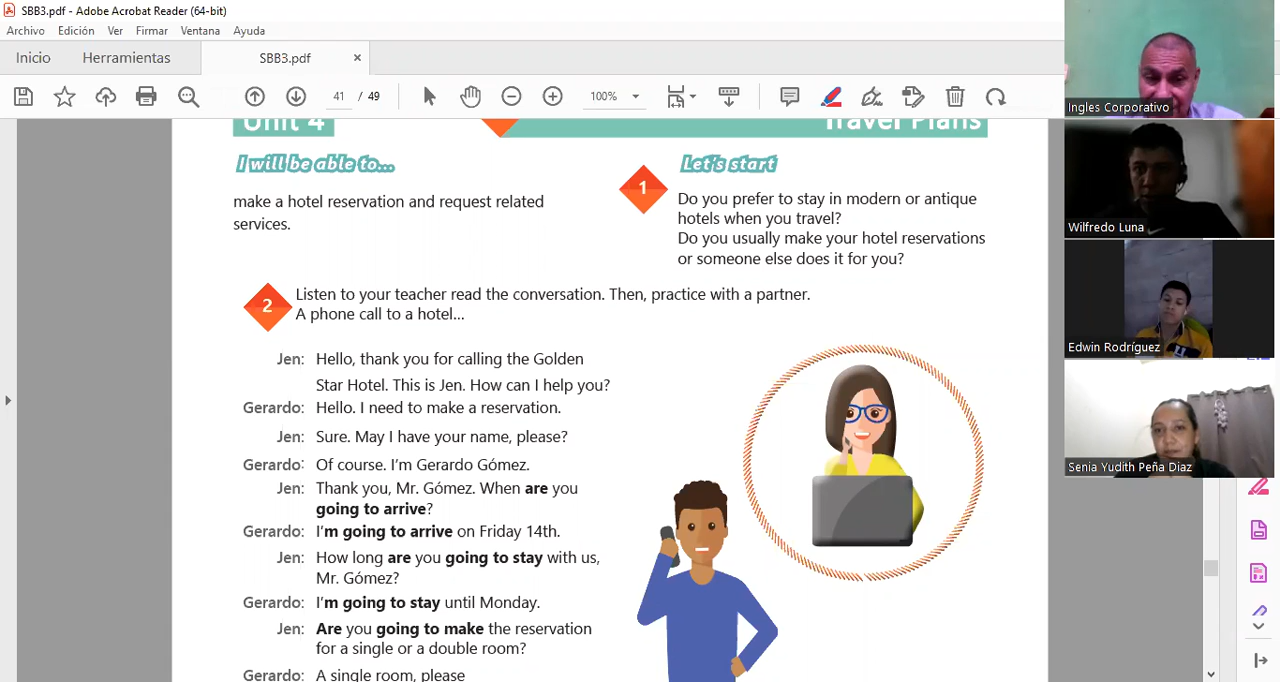 SBB3.pdf - Adobe Acrobat Reader (64-bit)
Archivo Edición Ver Firmar Ventana Ayuda
Inicio Herramientas SBB3.pdf ×
41 / 49 100%
Unit 4 Travel Plans
I will be able to...
make a hotel reservation and request related
services.
Let's start
1
Do you prefer to stay in modern or antique
hotels when you travel?
Do you usually make your hotel reservations
or someone else does it for you?
2
Listen to your teacher read the conversation. Then, practice with a partner.
A phone call to a hotel...
Jen: Hello, thank you for calling the Golden
Star Hotel. This is Jen. How can I help you?
Gerardo: Hello. I need to make a reservation.
Jen: Sure. May I have your name, please?
Gerardo: Of course. I'm Gerardo Gómez.
Jen: Thank you, Mr. Gómez. When are you
going to arrive?
Gerardo: I'm going to arrive on Friday 14th.
Jen: How long are you going to stay with us,
Mr. Gómez?
Gerardo: I'm going to stay until Monday.
Jen: Are you going to make the reservation
for a single or a double room?
Gerardo: A single room, please
Ingles Corporativo
Wilfredo Luna
Edwin Rodríguez
Senia Yudith Peña Diaz